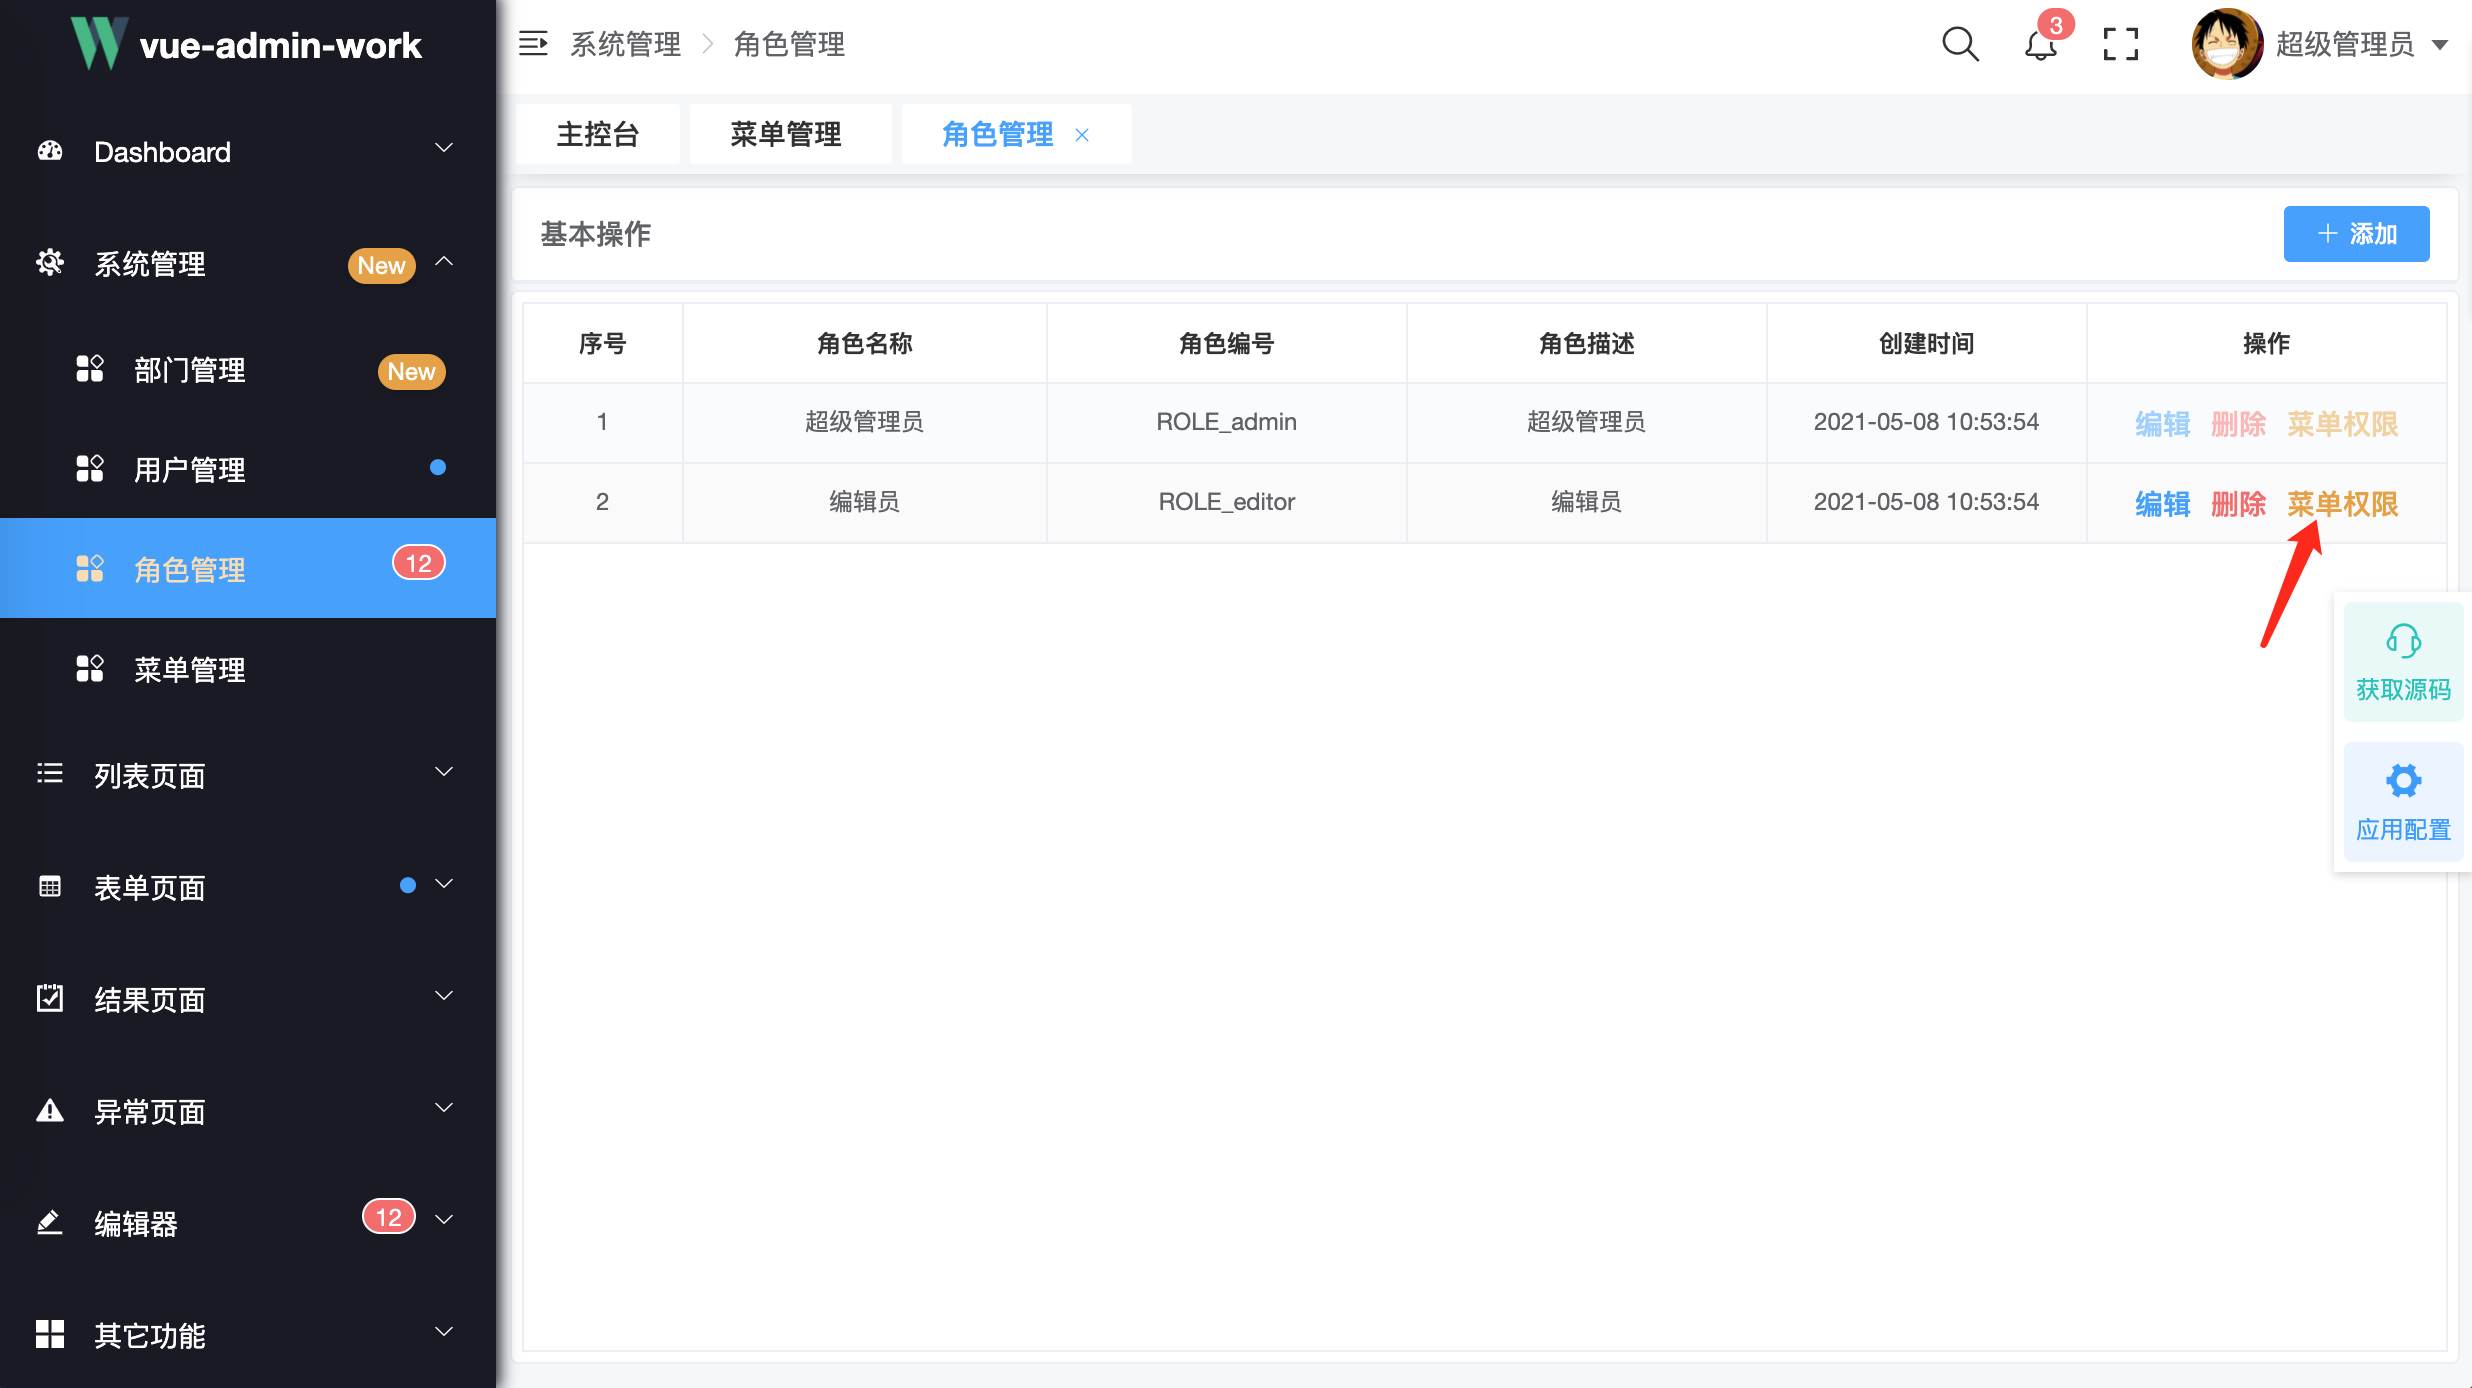 vue-admin-work
Dashboard
系统管理 New
部门管理 New
用户管理
角色管理 12
菜单管理
列表页面
表单页面
结果页面
异常页面
编辑器 12
其它功能
系统管理 角色管理
3
超级管理员
主控台 菜单管理 角色管理
基本操作
添加
序号 角色名称 角色编号 角色描述 创建时间 操作
1 超级管理员 ROLE_admin 超级管理员 2021-05-08 10:53:54 编辑 删除 菜单权限
2 编辑员 ROLE_editor 编辑员 2021-05-08 10:53:54 编辑 删除 菜单权限
获取源码
应用配置